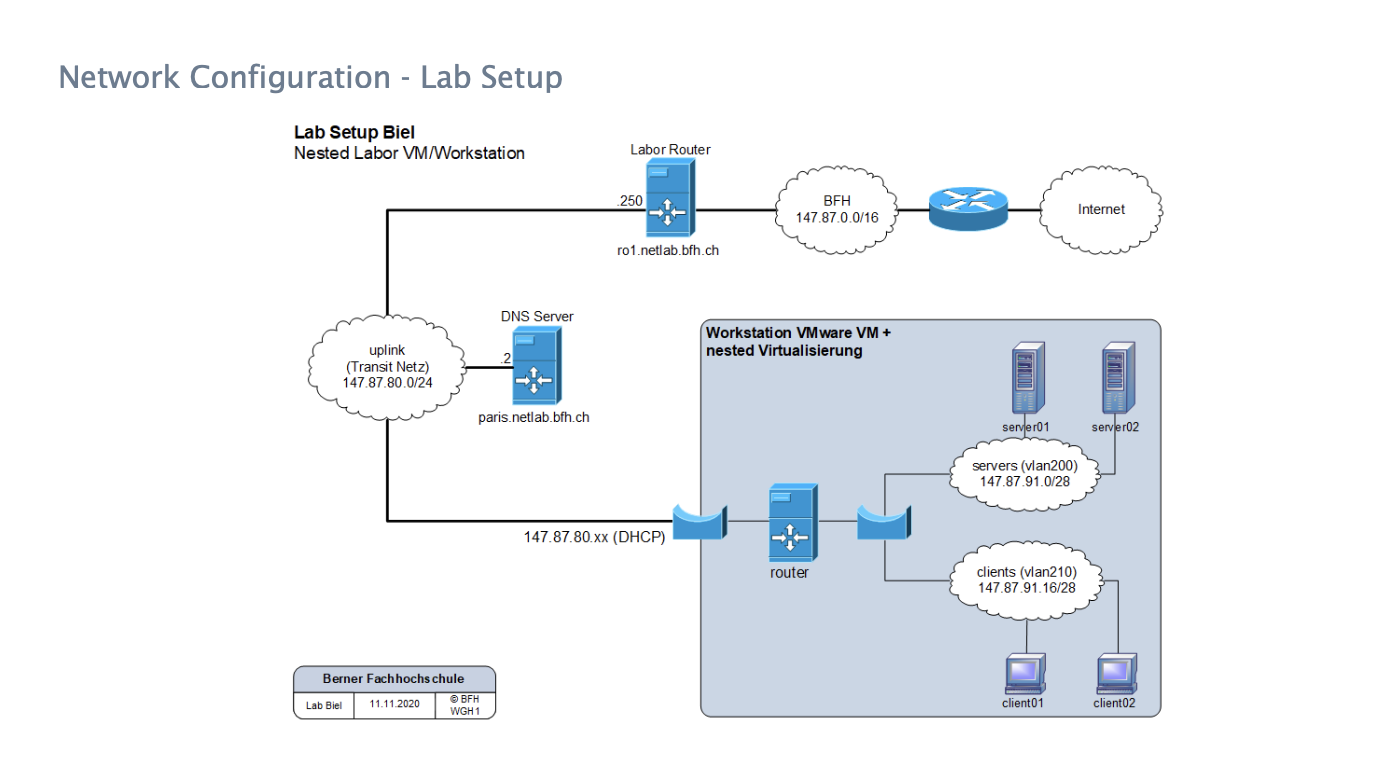 Network Configuration - Lab Setup
Lab Setup Biel
Nested Labor VM/Workstation
Labor Router
.250
ro1.netlab.bfh.ch
BFH
147.87.0.0/16
Internet
DNS Server
.2
paris.netlab.bfh.ch
uplink
(Transit Netz)
147.87.80.0/24
Workstation VMware VM +
nested Virtualisierung
server01
server02
servers (vlan200)
147.87.91.0/28
147.87.80.xx (DHCP)
router
clients (vlan210)
147.87.91.16/28
client01
client02
Berner Fachhochschule
Lab Biel
11.11.2020
© BFH
WGH1